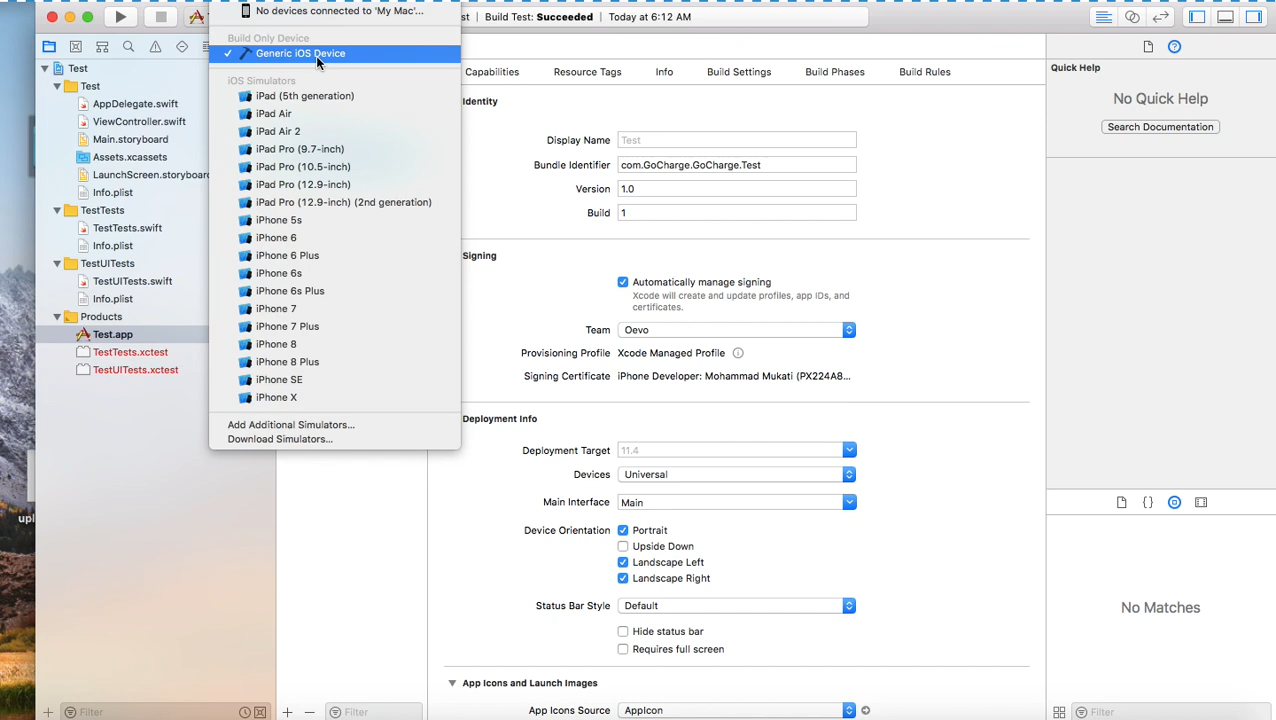 No devices connected to 'My Mac'...
Build Only Device
Generic iOS Device
iOS Simulators
iPad (5th generation)
iPad Air
iPad Air 2
iPad Pro (9.7-inch)
iPad Pro (10.5-inch)
iPad Pro (12.9-inch)
iPad Pro (12.9-inch) (2nd generation)
iPhone 5s
iPhone 6
iPhone 6 Plus
iPhone 6s
iPhone 6s Plus
iPhone 7
iPhone 7 Plus
iPhone 8
iPhone 8 Plus
iPhone SE
iPhone X
Add Additional Simulators...
Download Simulators...
Build Test: Succeeded | Today at 6:12 AM
Test
Test
AppDelegate.swift
ViewController.swift
Main.storyboard
Assets.xcassets
LaunchScreen.storyboard
Info.plist
TestTests
TestTests.swift
Info.plist
TestUITests
TestUITests.swift
Info.plist
Products
Test.app
TestTests.xctest
TestUITests.xctest
Filter
Filter
Capabilities
Resource Tags
Info
Build Settings
Build Phases
Build Rules
Identity
Display Name Test
Bundle Identifier com.GoCharge.GoCharge.Test
Version 1.0
Build 1
Signing
Automatically manage signing
Xcode will create and update profiles, app IDs, and
certificates.
Team Oevo
Provisioning Profile Xcode Managed Profile
Signing Certificate iPhone Developer: Mohammad Mukati (PX224A8...
Deployment Info
Deployment Target 11.4
Devices Universal
Main Interface Main
Device Orientation Portrait
Upside Down
Landscape Left
Landscape Right
Status Bar Style Default
Hide status bar
Requires full screen
App Icons and Launch Images
App Icons Source AppIcon
Quick Help
No Quick Help
Search Documentation
{ }
No Matches
Filter